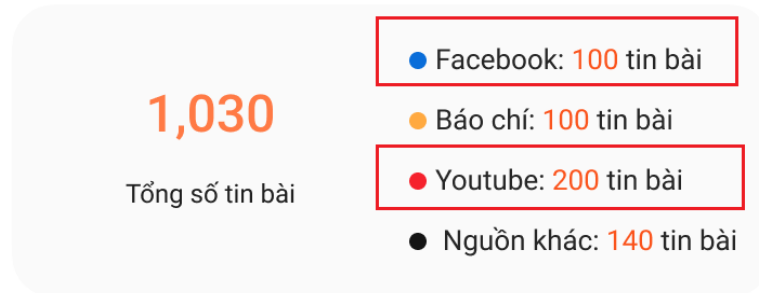 1,030
Tổng số tin bài
Facebook: 100 tin bài
Báo chí: 100 tin bài
Youtube: 200 tin bài
Nguồn khác: 140 tin bài